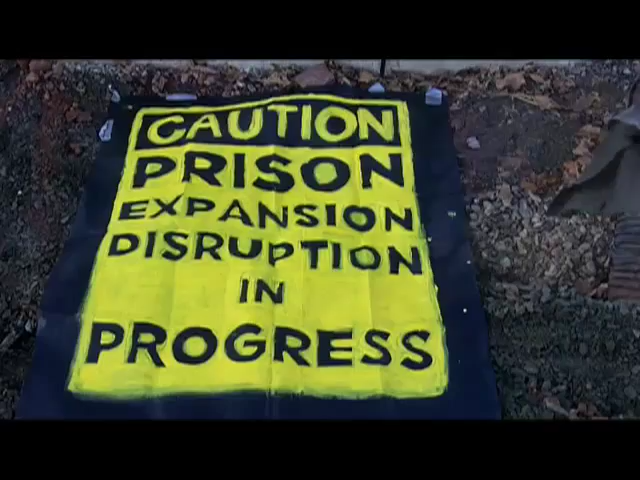 CAUTION
PRISON
EXPANSION
DISRUPTION
IN
PROGRESS